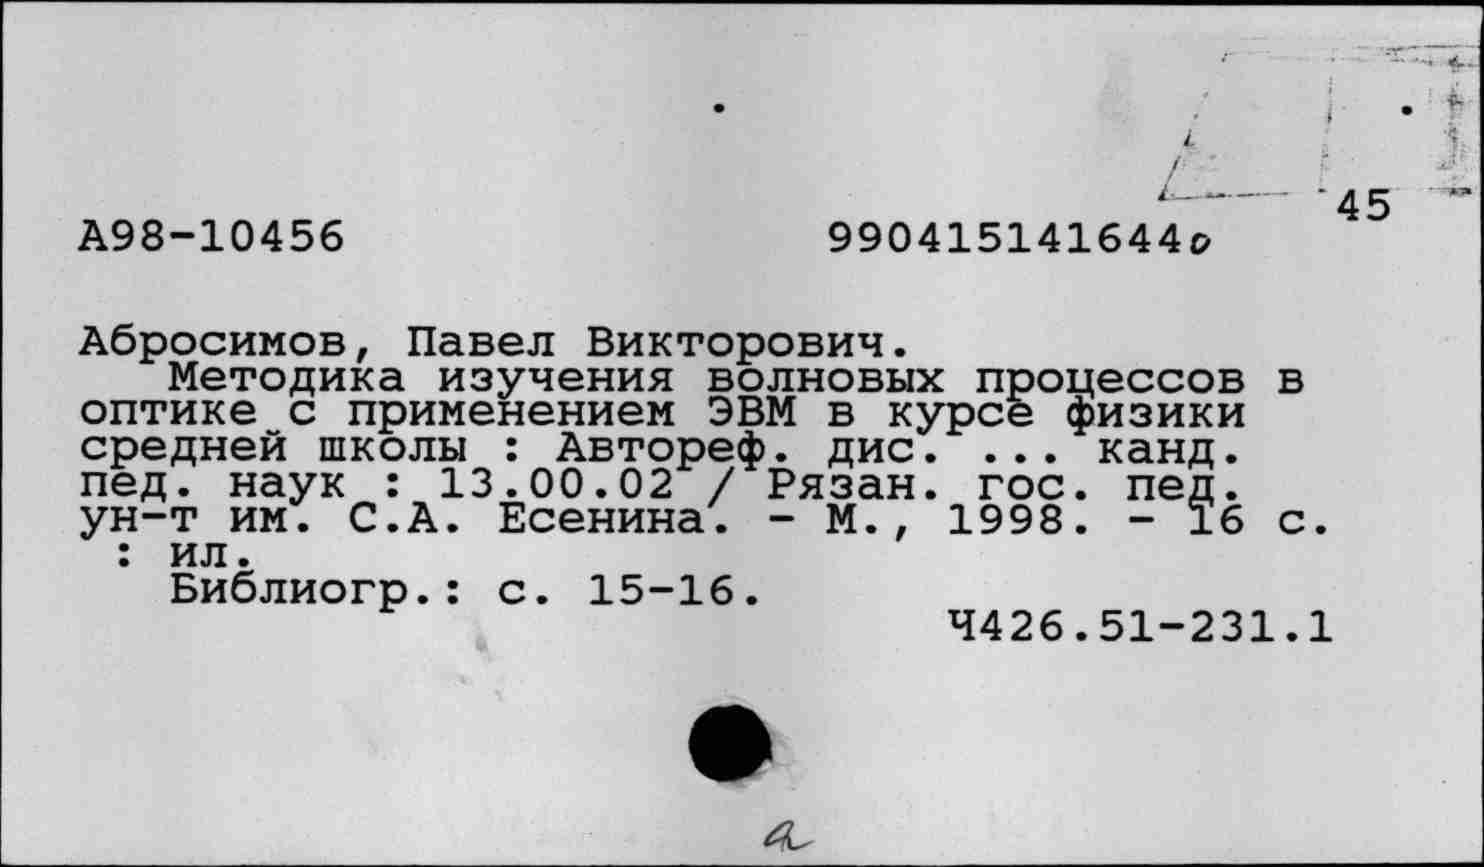 45
А98-10456 990415141644о
Абросимов, Павел Викторович.
Методика изучения волновых процессов в
оптике с применением ЭВМ в курсе физики
средней школы : Автореф. дис. ... канд.
пед. наук : 13.00.02 / Рязан. гос. пед.
ун-т им. С.А. Есенина. - М., 1998. - 16 с.
: ил.
Библиогр.: с. 15-16.
Ч426.51-231.1